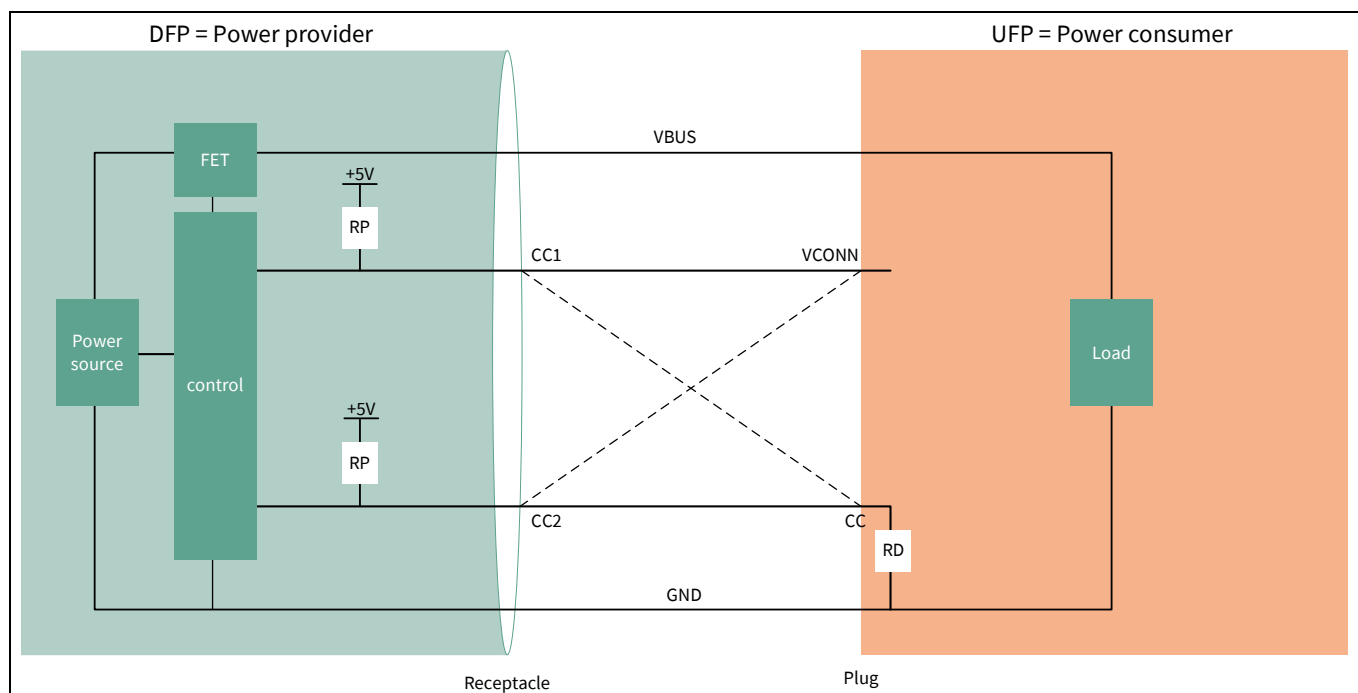 DFP = Power provider
UFP = Power consumer
VBUS
FET
+5V
RP
CC1
VCONN
Power
source
control
Load
+5V
RP
CC2
CC
RD
GND
Receptacle
Plug